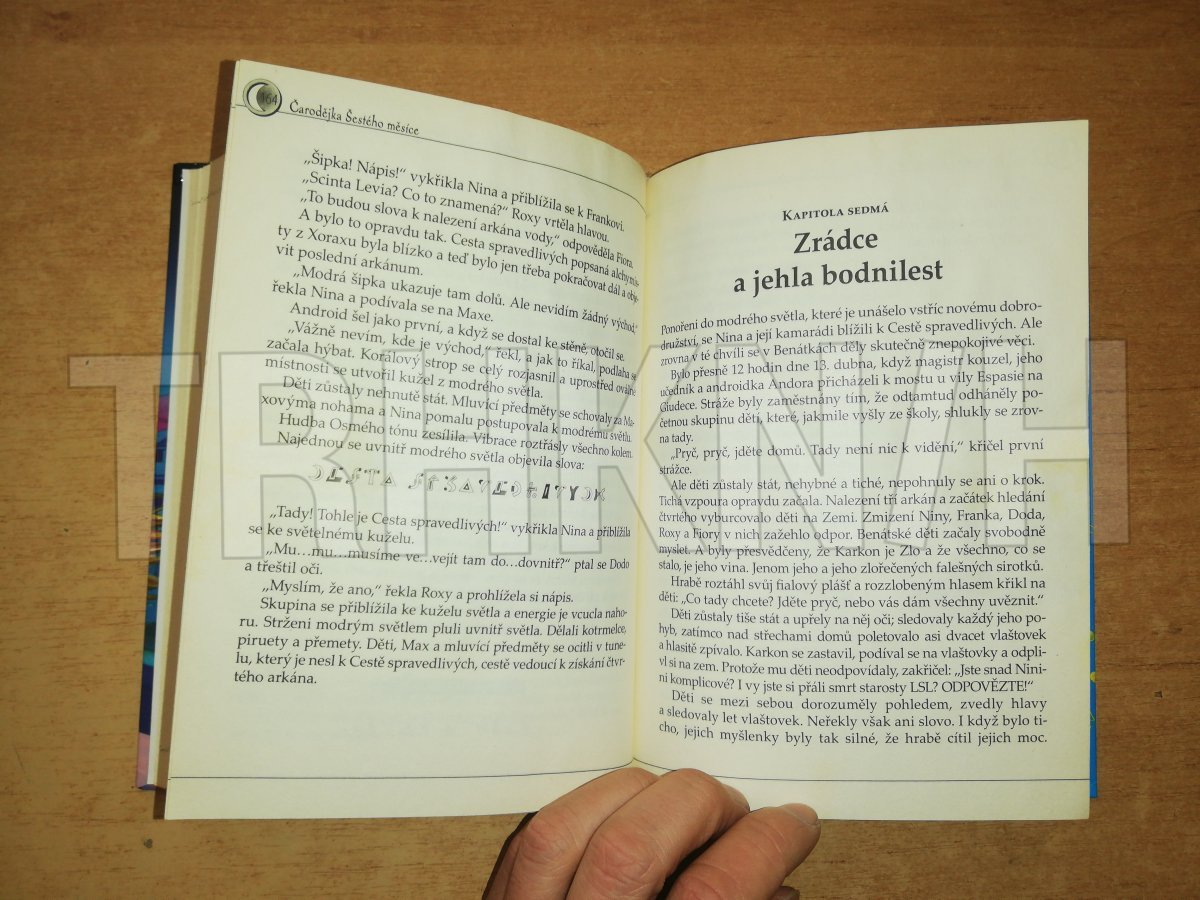 164
Čarodějka Šestého měsíce
„Šipka! Nápis!“ vykřikla Nina a přiblížila se k Frankovi.
„Scinta Levia? Co to znamená?“ Roxy vrtěla hlavou.
„To budou slova k nalezení arkána vody,“ odpověděla Fiora.
A bylo to opravdu tak. Cesta spravedlivých popsaná alchymis-
ty z Xoraxu byla blízko a teď bylo jen třeba pokračovat dál a obje-
vit poslední arkánum.
„Modrá šipka ukazuje tam dolů. Ale nevidím žádný východ,“
řekla Nina a podívala se na Maxe.
Android šel jako první, a když se dostal ke stěně, otočil se.
„Vážně nevím, kde je východ,“ řekl, a jak to říkal, podlaha se
začala hýbat. Korálový strop se celý rozjasnil a uprostřed oválné
místnosti se utvořil kužel z modrého světla.
Děti zůstaly nehnutě stát. Mluvící předměty se schovaly za Ma-
xovýma nohama a Nina pomalu postupovala k modrému světlu.
Hudba Osmého tónu zesílila. Vibrace roztřásly všechno kolem.
Najednou se uvnitř modrého světla objevila slova:
„Tady! Tohle je Cesta spravedlivých!“ vykřikla Nina a přiblížila
se ke světelnému kuželu.
„Mu…mu…musíme ve…vejít tam do…dovnitř?“ ptal se Dodo
a třeštil oči.
„Myslím, že ano,“ řekla Roxy a prohlížela si nápis.
Skupina se přiblížila ke kuželu světla a energie je vcucla naho-
ru. Strženi modrým světlem pluli uvnitř světla. Dělali kotrmelce,
piruety a přemety. Děti, Max a mluvící předměty se ocitli v tune-
lu, který je nesl k Cestě spravedlivých, cestě vedoucí k získání čtvr-
tého arkána.
KAPITOLA SEDMÁ
Zrádce
a jehla bodnilest
Ponořeni do modrého světla, které je unášelo vstříc novému dobro-
družství, se Nina a její kamarádi blížili k Cestě spravedlivých. Ale
zrovna v té chvíli se v Benátkách děly skutečně znepokojivé věci.
Bylo přesně 12 hodin dne 13. dubna, když magistr kouzel, jeho
učedník a androidka Andora přicházeli k mostu u vily Espasie na
Giudece. Stráže byly zaměstnány tím, že odtamtud odháněly po-
četnou skupinu dětí, které, jakmile vyšly ze školy, shlukly se zrov-
na tady.
„Pryč, pryč, jděte domů. Tady není nic k vidění,“ křičel první
strážce.
Ale děti zůstaly stát, nehybné a tiché, nepohnuly se ani o krok.
Tichá vzpoura opravdu začala. Nalezení tří arkán a začátek hledání
čtvrtého vyburcovalo děti na Zemi. Zmizení Niny, Franka, Doda,
Roxy a Fiory v nich zažehlo odpor. Benátské děti začaly svobodně
myslet. A byly přesvědčeny, že Karkon je Zlo a že všechno, co se
stalo, je jeho vina. Jenom jeho a jeho zlořečených falešných sirotků.
Hrabě roztáhl svůj fialový plášť a rozzlobeným hlasem křikl na
děti: „Co tady chcete? Jděte pryč, nebo vás dám všechny uvěznit.“
Děti zůstaly tiše stát a upřely na něj oči; sledovaly každý jeho po-
hyb, zatímco nad střechami domů poletovalo asi dvacet vlaštovek
a hlasitě zpívalo. Karkon se zastavil, podíval se na vlaštovky a odpli-
vl si na zem. Protože mu děti neodpovídaly, zakřičel: „Jste snad Nini-
ni komplicové? I vy jste si přáli smrt starosty LSL? ODPOVĚZTE!“
Děti se mezi sebou dorozuměly pohledem, zvedly hlavy
a sledovaly let vlaštovek. Neřekly však ani slovo. I když bylo ti-
cho, jejich myšlenky byly tak silné, že hrabě cítil jejich moc.
TRHKNIH